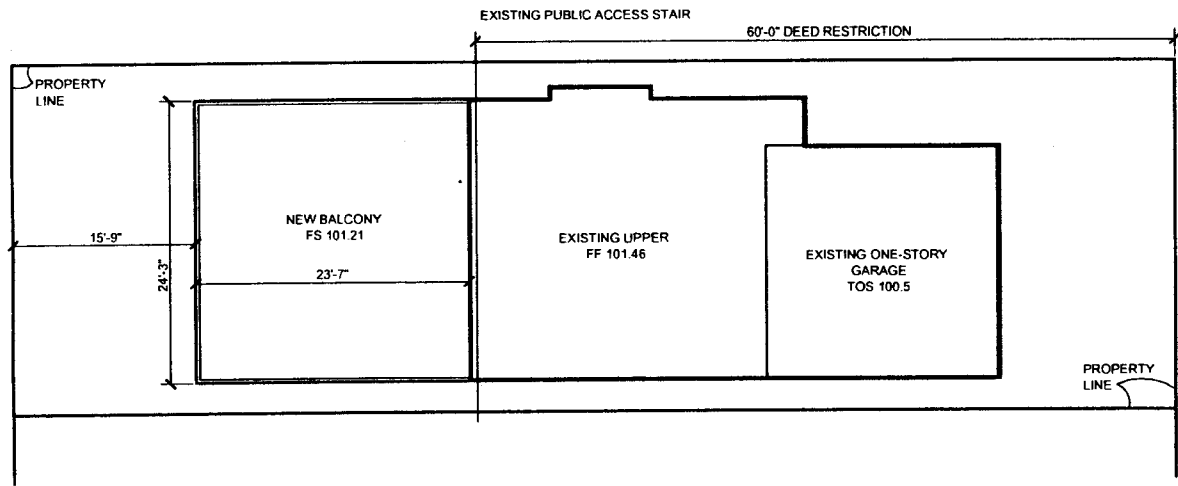 EXISTING PUBLIC ACCESS STAIR
60'-0" DEED RESTRICTION
PROPERTY
LINE
NEW BALCONY
FS 101.21
15'-9"
24'-3"
23'-7"
EXISTING UPPER
FF 101.46
EXISTING ONE-STORY
GARAGE
TOS 100.5
PROPERTY
LINE